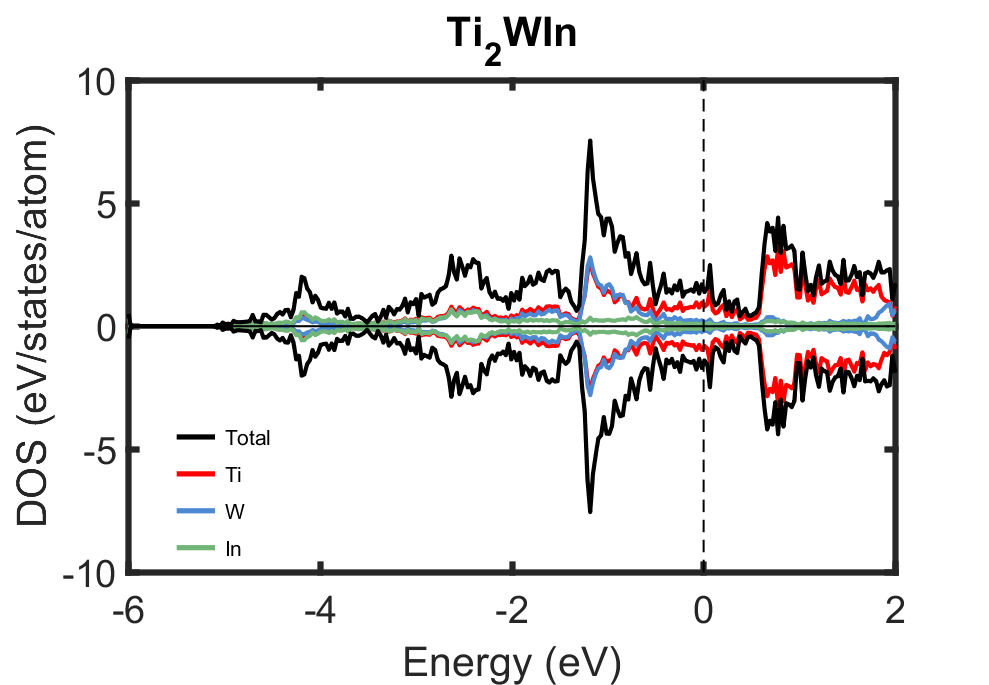 Ti2WIn
10
5
0
-5
-10
DOS (eV/states/atom)
Total
Ti
W
In
-6 -4 -2 0 2
Energy (eV)